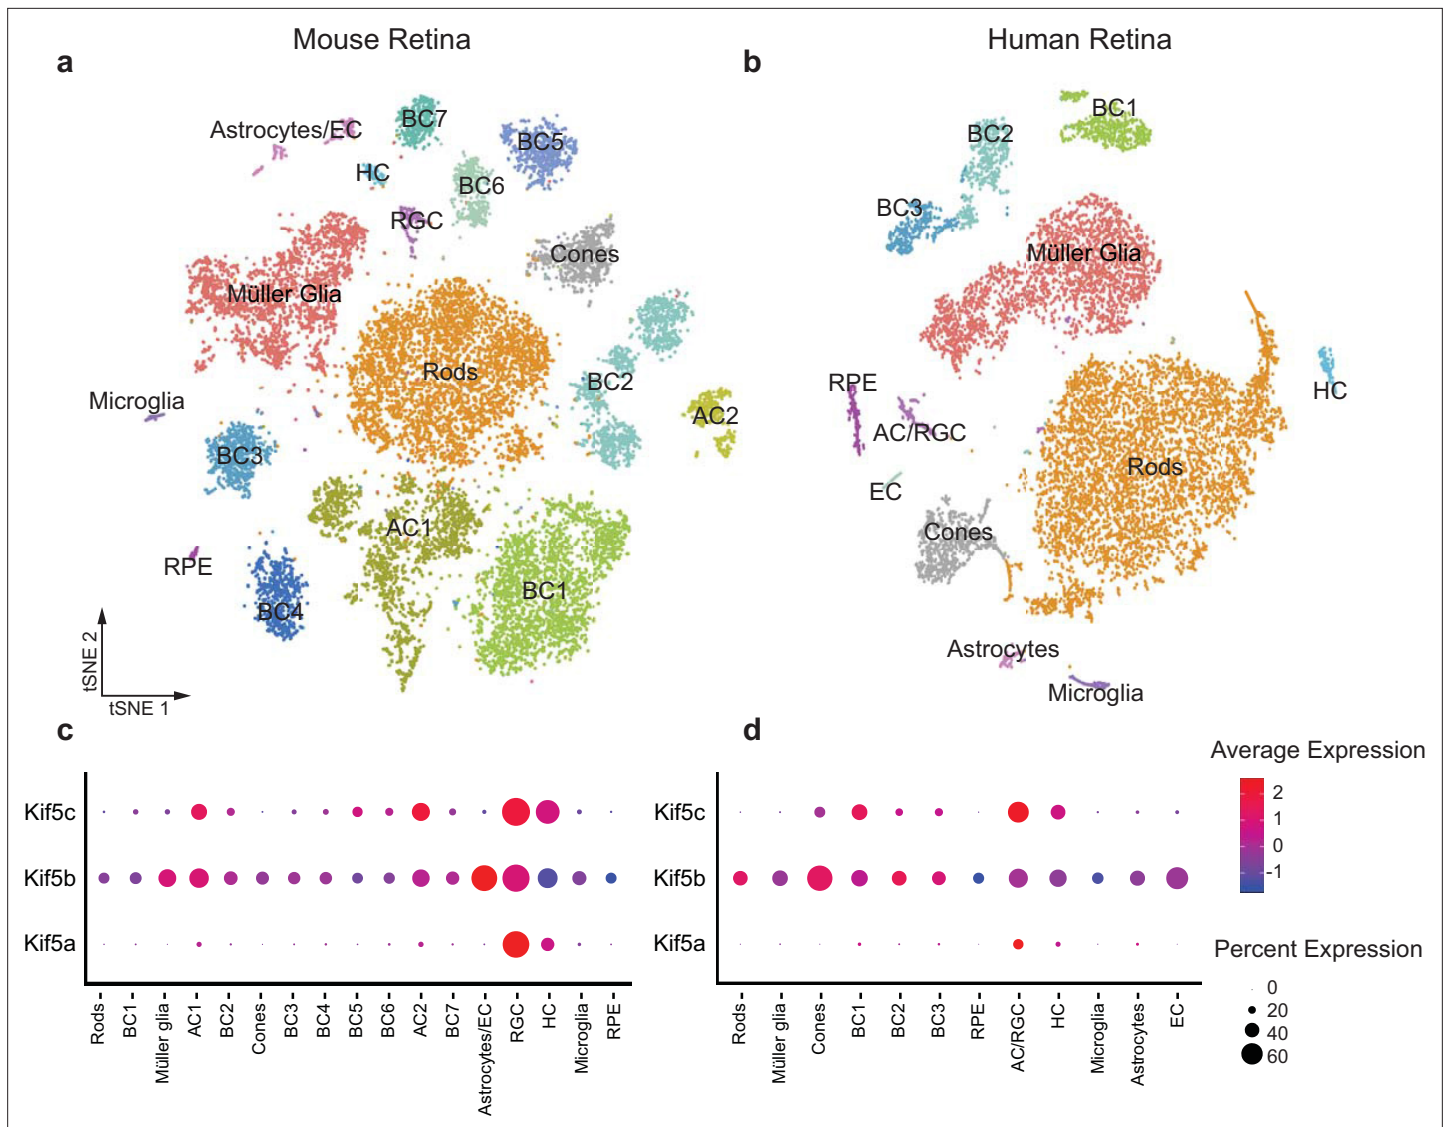 Mouse Retina
Human Retina
a
b
Astrocytes/EC
BC7
BC5
HC
BC6
RGC
Cones
Müller Glia
Rods
BC2
AC2
Microglia
BC3
AC1
RPE
BC4
BC1
tSNE 2
tSNE 1
BC1
BC2
BC3
Müller Glia
RPE
HC
AC/RGC
Rods
EC
Cones
Astrocytes
Microglia
c
d
Kif5c
Kif5b
Kif5a
Rods
BC1
Müller glia
AC1
BC2
Cones
BC3
BC4
BC5
BC6
AC2
BC7
Astrocytes/EC
RGC
HC
Microglia
RPE
Kif5c
Kif5b
Kif5a
Rods
Müller glia
Cones
BC1
BC2
BC3
RPE
AC/RGC
HC
Microglia
Astrocytes
EC
Average Expression
2
1
0
-1
Percent Expression
0
20
40
60